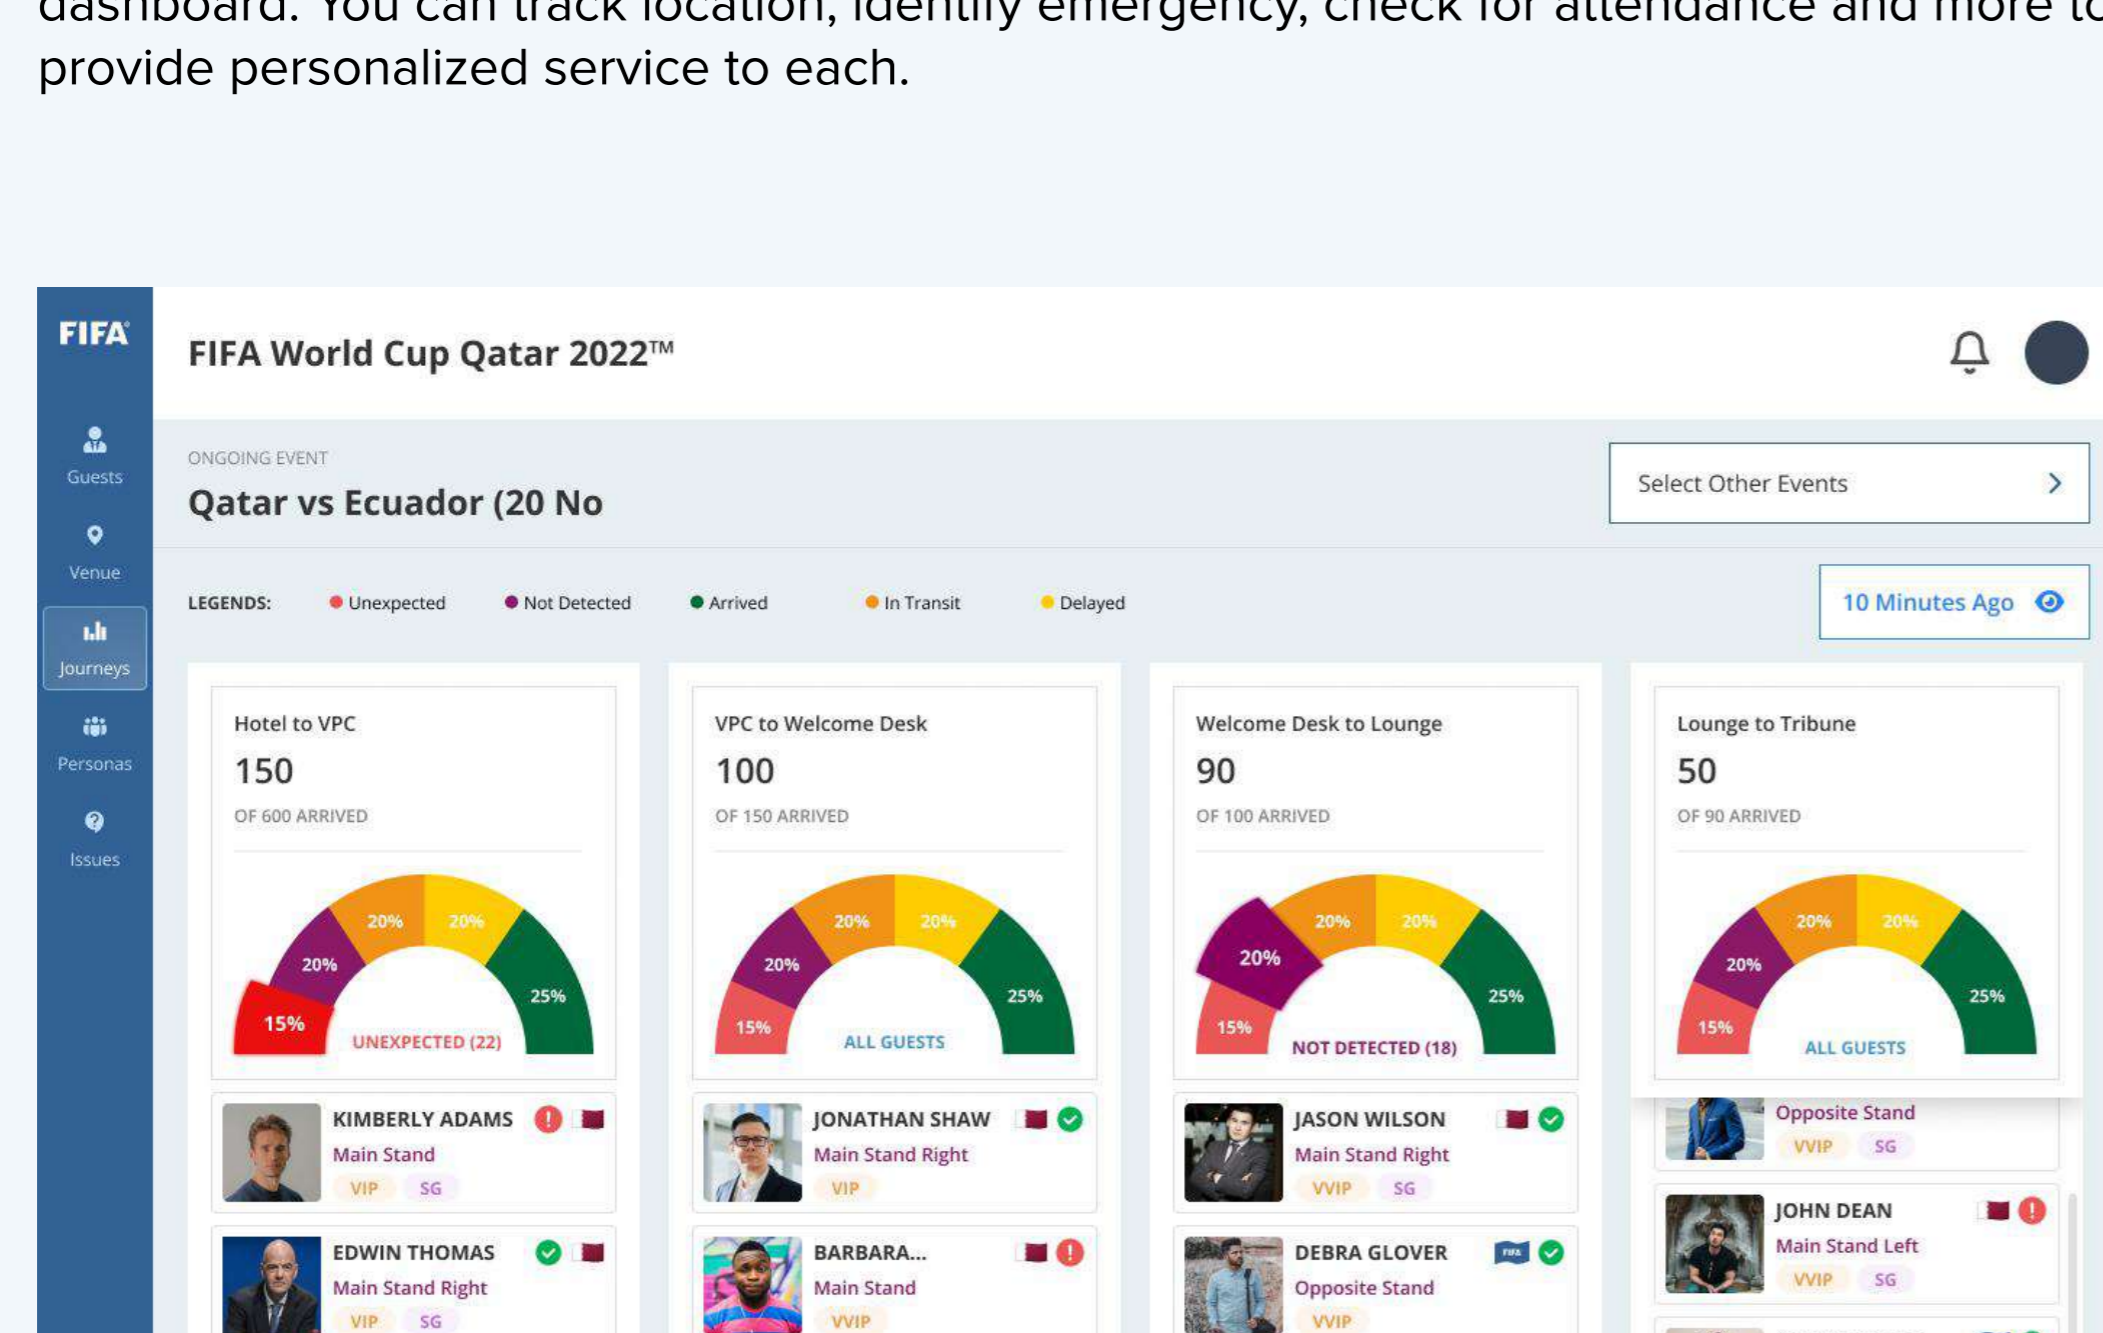 dashboard. You can track location, identify emergency, check for attendance and more to
provide personalized service to each.
FIFA
FIFA World Cup Qatar 2022™
Guests
Venue
Journeys
Personas
Issues
ONGOING EVENT
Qatar vs Ecuador (20 No
Select Other Events
LEGENDS:
Unexpected
Not Detected
Arrived
In Transit
Delayed
10 Minutes Ago
Hotel to VPC
150
OF 600 ARRIVED
15%
20%
20%
20%
25%
UNEXPECTED (22)
KIMBERLY ADAMS
Main Stand
VIP SG
EDWIN THOMAS
Main Stand Right
VIP SG
VPC to Welcome Desk
100
OF 150 ARRIVED
15%
20%
20%
20%
25%
ALL GUESTS
JONATHAN SHAW
Main Stand Right
VIP
BARBARA...
Main Stand
VVIP
Welcome Desk to Lounge
90
OF 100 ARRIVED
15%
20%
20%
20%
25%
NOT DETECTED (18)
JASON WILSON
Main Stand Right
VVIP SG
DEBRA GLOVER
FIFA
Opposite Stand
VVIP
Lounge to Tribune
50
OF 90 ARRIVED
15%
20%
20%
20%
25%
ALL GUESTS
Opposite Stand
VVIP SG
JOHN DEAN
Main Stand Left
VVIP SG